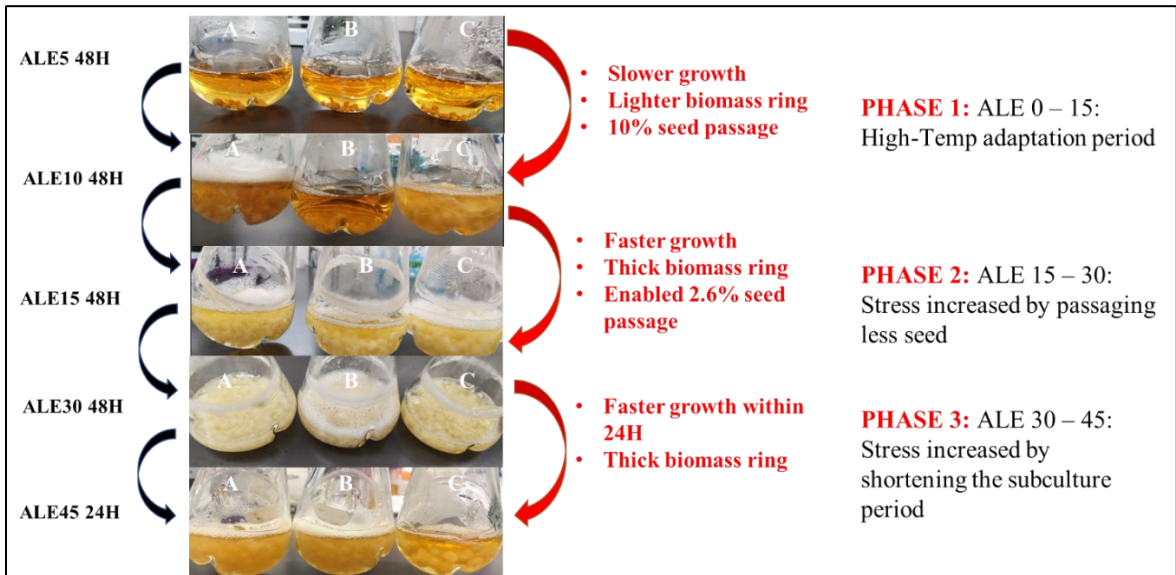 ALE5 48H
A B C
ALE10 48H
A B C
ALE15 48H
A B C
ALE30 48H
A B C
ALE45 24H
A B C
• Slower growth
• Lighter biomass ring
• 10% seed passage
• Faster growth
• Thick biomass ring
• Enabled 2.6% seed
passage
• Faster growth within
24H
• Thick biomass ring
PHASE 1: ALE 0 – 15:
High-Temp adaptation period
PHASE 2: ALE 15 – 30:
Stress increased by passaging
less seed
PHASE 3: ALE 30 – 45:
Stress increased by
shortening the subculture
period